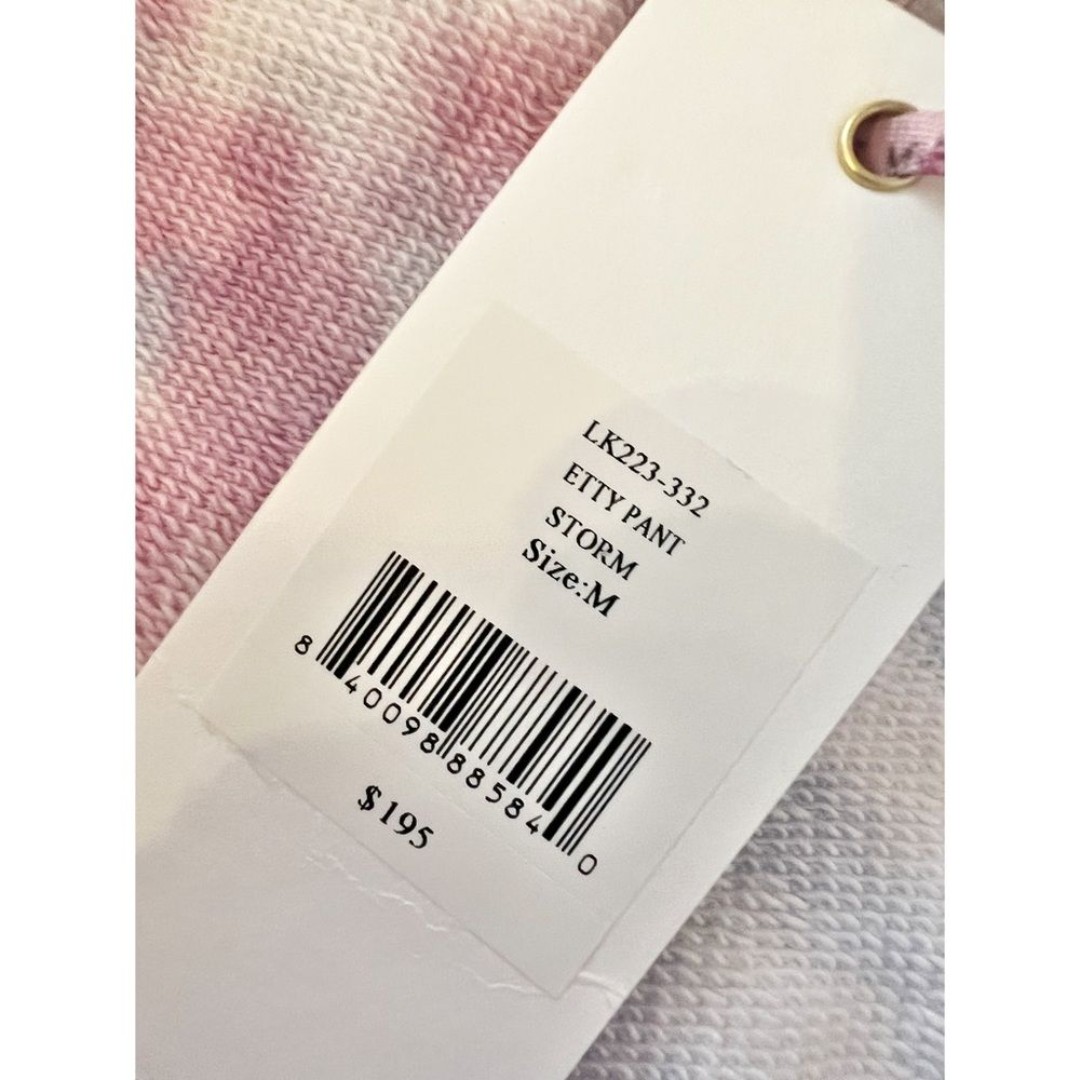 LK223-332
ETTY PANT
STORM
Size:M
8 40098 88584 0
$195